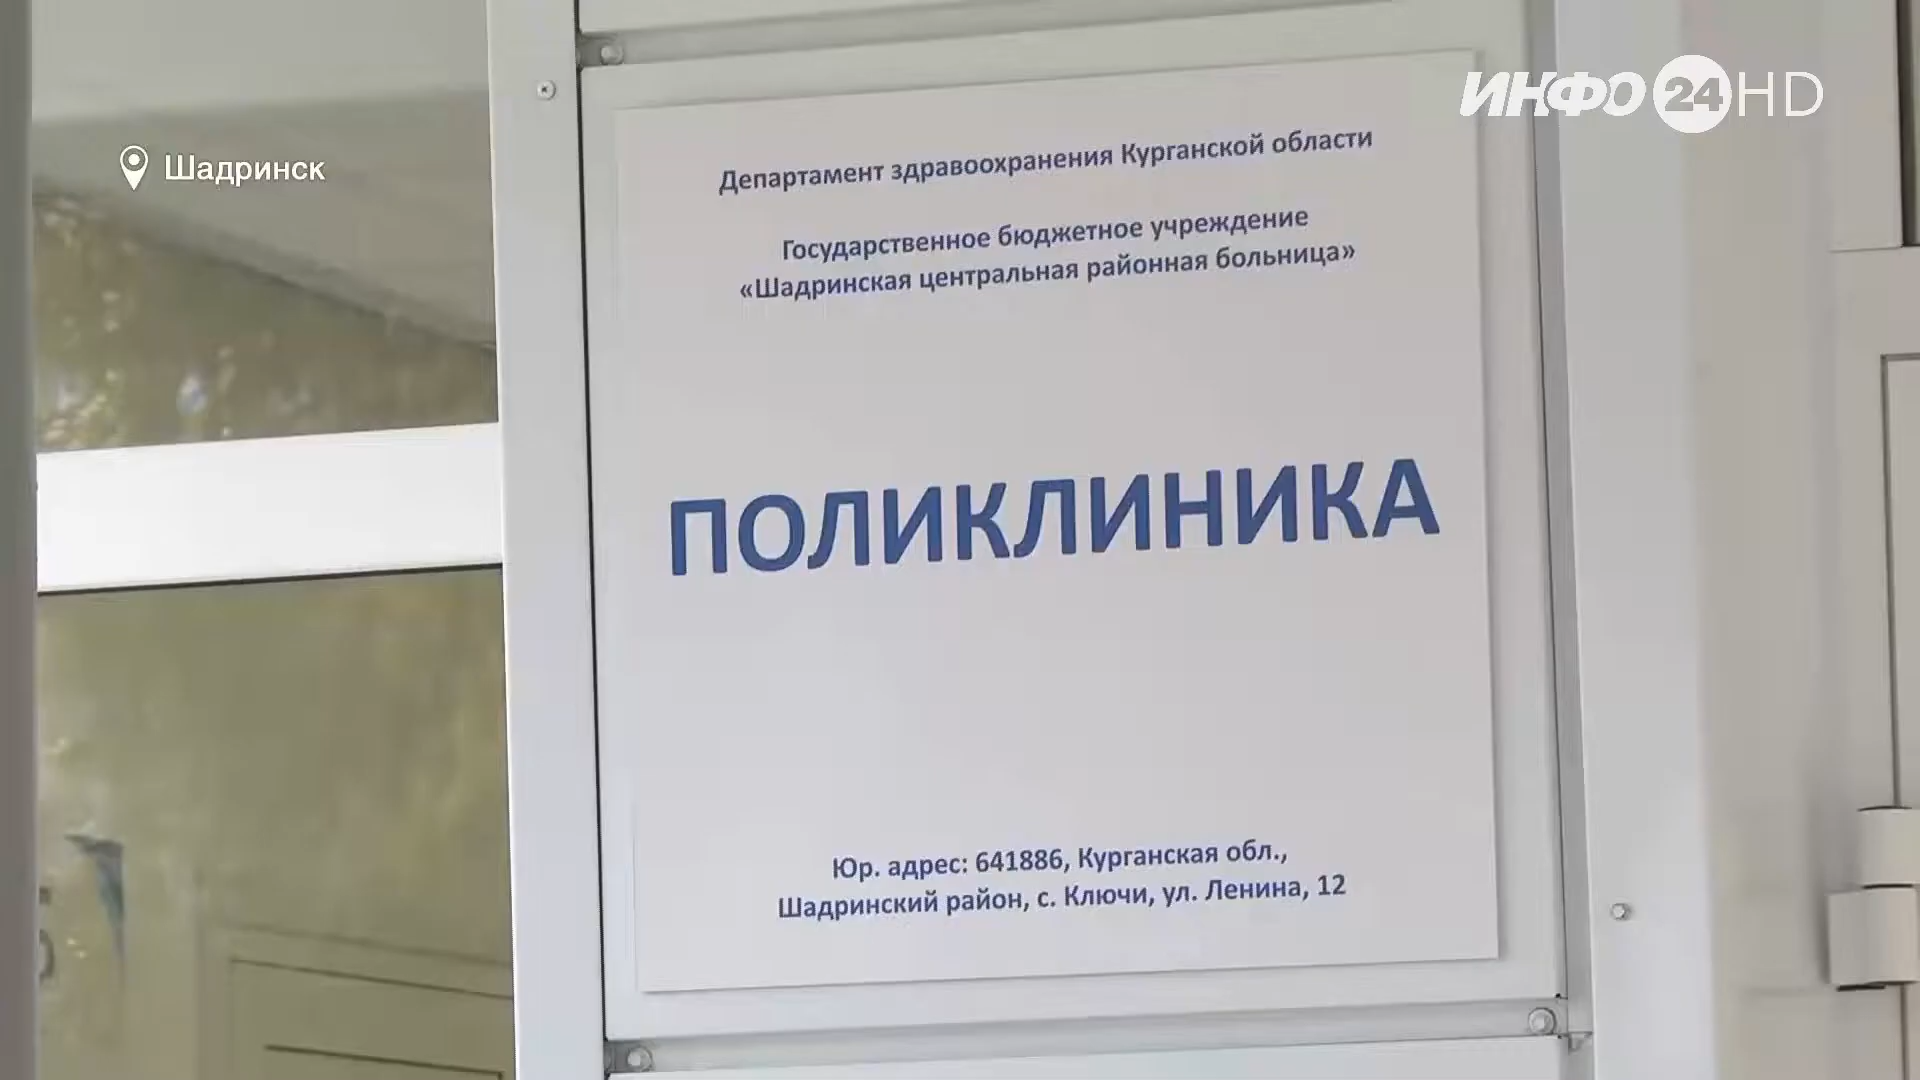 ИНФО 24 HD
Шадринск
Департамент здравоохранения Курганской области
Государственное бюджетное учреждение
«Шадринская центральная районная больница»
ПОЛИКЛИНИКА
Юр. адрес: 641886, Курганская обл.,
Шадринский район, с. Ключи, ул. Ленина, 12